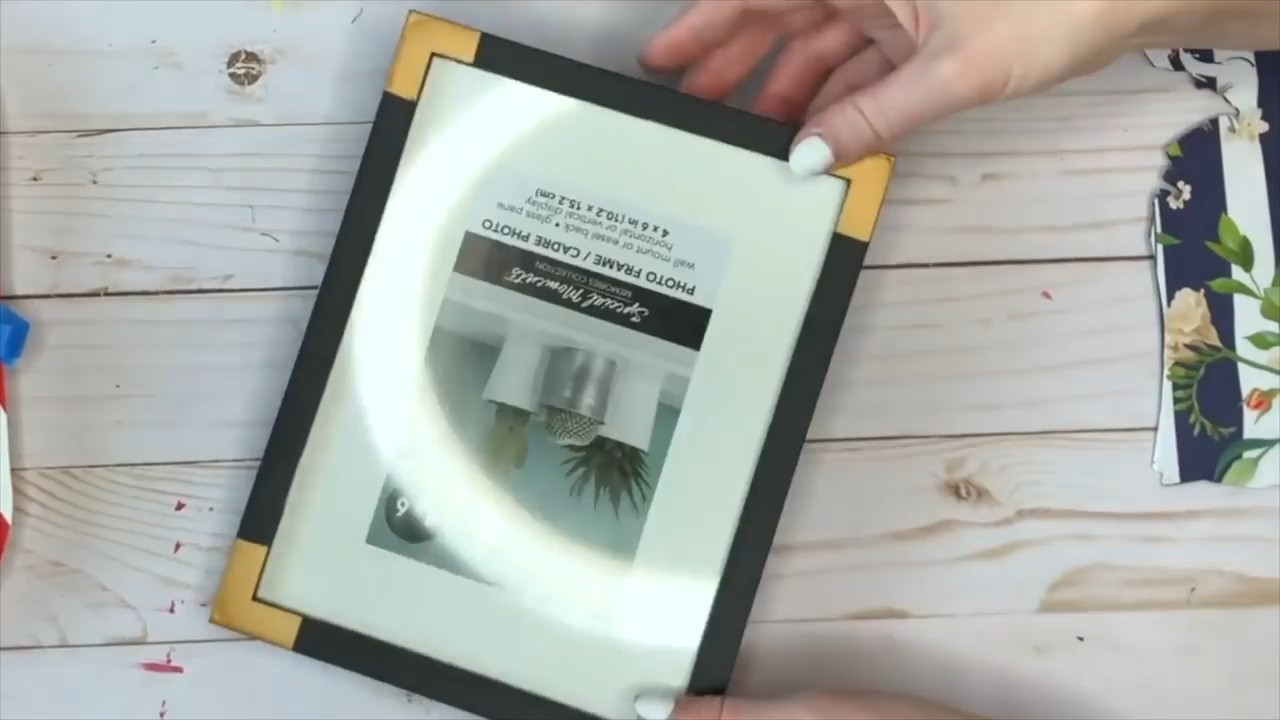 Special Moments
MEMORIES COLLECTION
PHOTO FRAME / CADRE PHOTO
wall mount or easel back • glass pane
horizontal or vertical display
4 x 6 in (10.2 x 15.2 cm)